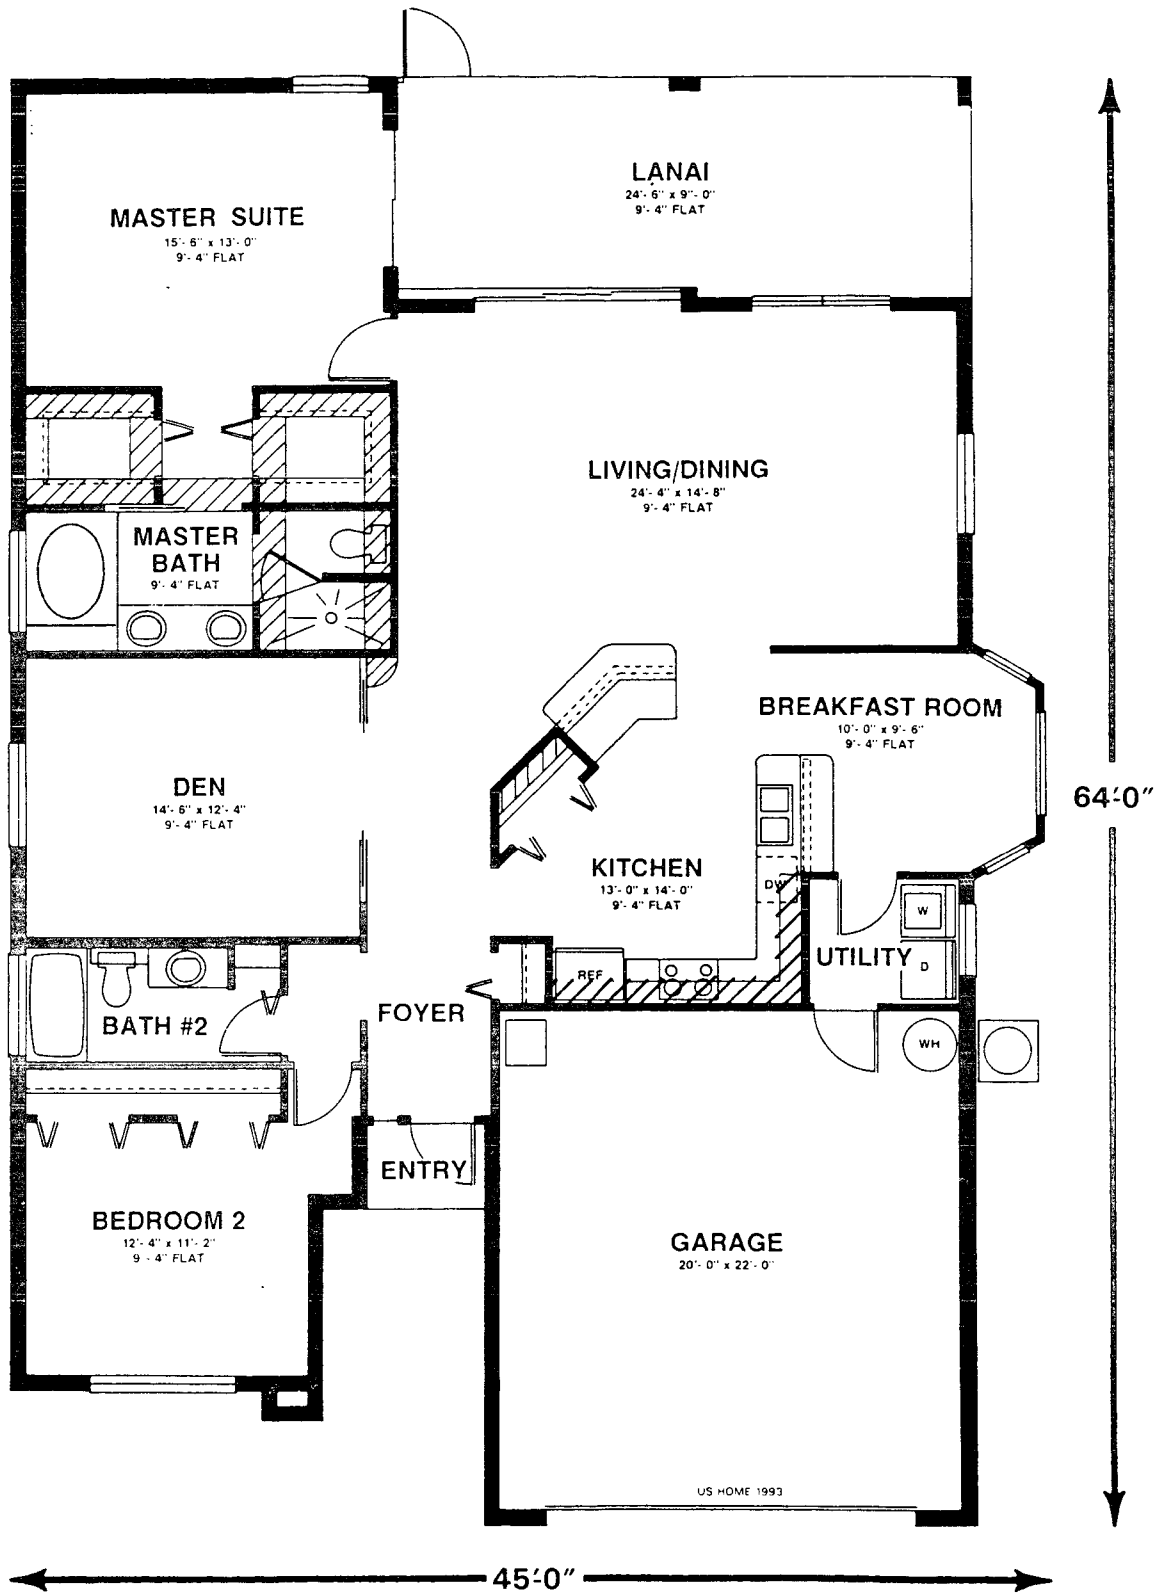 LANAI
24'- 6" x 9"- 0"
9'- 4" FLAT
MASTER SUITE
15'- 6" x 13'- 0"
9'- 4" FLAT
LIVING/DINING
24'- 4" x 14'- 8"
9'- 4" FLAT
MASTER
BATH
9'- 4" FLAT
BREAKFAST ROOM
10'- 0" x 9'- 6"
9'- 4" FLAT
DEN
14'- 6" x 12'- 4"
9'- 4" FLAT
64'-0"
KITCHEN
13'- 0" x 14'- 0"
9'- 4" FLAT
DW
W
UTILITY
D
REF
BATH #2
FOYER
WH
ENTRY
BEDROOM 2
12'- 4" x 11'- 2"
9 - 4" FLAT
GARAGE
20'- 0" x 22'- 0"
US HOME 1993
45'-0"